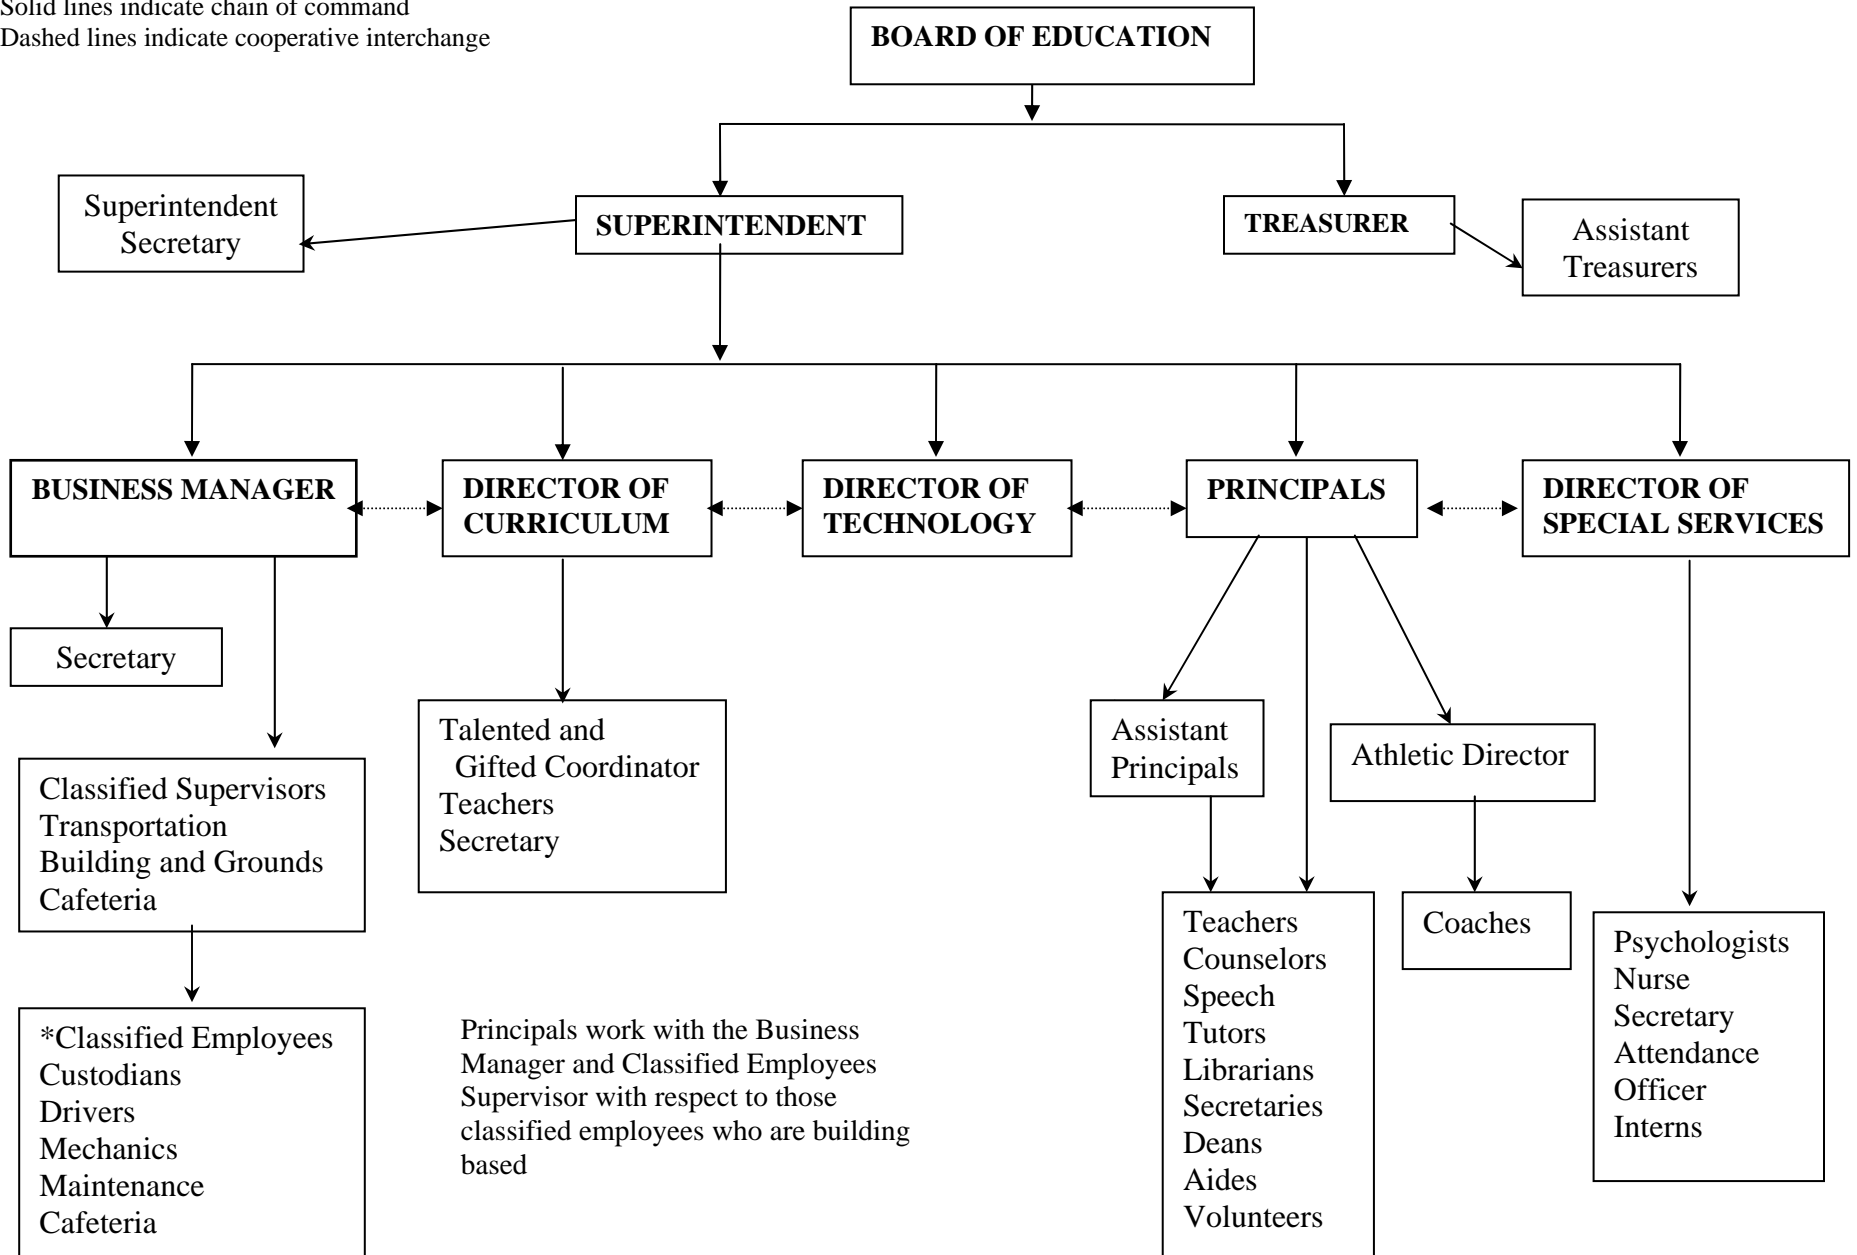 Solid lines indicate chain of command
Dashed lines indicate cooperative interchange
BOARD OF EDUCATION
Superintendent
Secretary
SUPERINTENDENT
TREASURER
Assistant
Treasurers
BUSINESS MANAGER
DIRECTOR OF
CURRICULUM
DIRECTOR OF
TECHNOLOGY
PRINCIPALS
DIRECTOR OF
SPECIAL SERVICES
Secretary
Classified Supervisors
Transportation
Building and Grounds
Cafeteria
*Classified Employees
Custodians
Drivers
Mechanics
Maintenance
Cafeteria
Talented and
Gifted Coordinator
Teachers
Secretary
Principals work with the Business
Manager and Classified Employees
Supervisor with respect to those
classified employees who are building
based
Assistant
Principals
Athletic Director
Teachers
Counselors
Speech
Tutors
Librarians
Secretaries
Deans
Aides
Volunteers
Coaches
Psychologists
Nurse
Secretary
Attendance
Officer
Interns